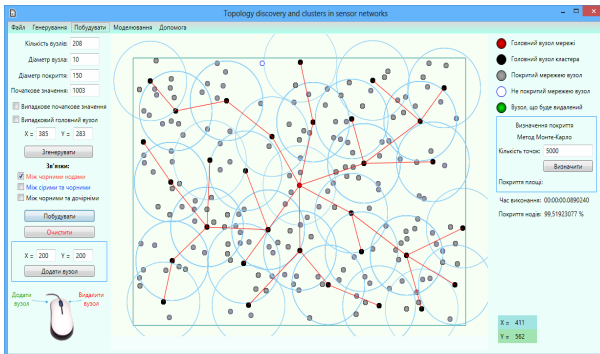 Topology discovery and clusters in sensor networks
Файл Генерування Побудувати Моделювання Допомога
Кількість вузлів: 208
Діаметр вузла: 10
Діаметр покриття: 150
Початкове значення: 1003
Випадкове початкове значення
Випадковий головний вузол
X = 385 Y = 283
Згенерувати
Зв'язки:
Між чорними нодами
Між сірими та чорними
Між чорними та дочірніми
Побудувати
Очистити
X = 200 Y = 200
Додати вузол
Додати вузол
Видалити вузол
Головний вузол мережі
Головний вузол кластера
Покритий мережею вузол
Не покритий мережею вузол
Вузол, що буде видалений
Визначення покриття
Метод Монте-Карло
Кількість точок: 5000
Визначити
Покриття площі:
Час виконання: 00:00:00.0890240
Покриття нодів: 99,51923077 %
X = 411
Y = 562